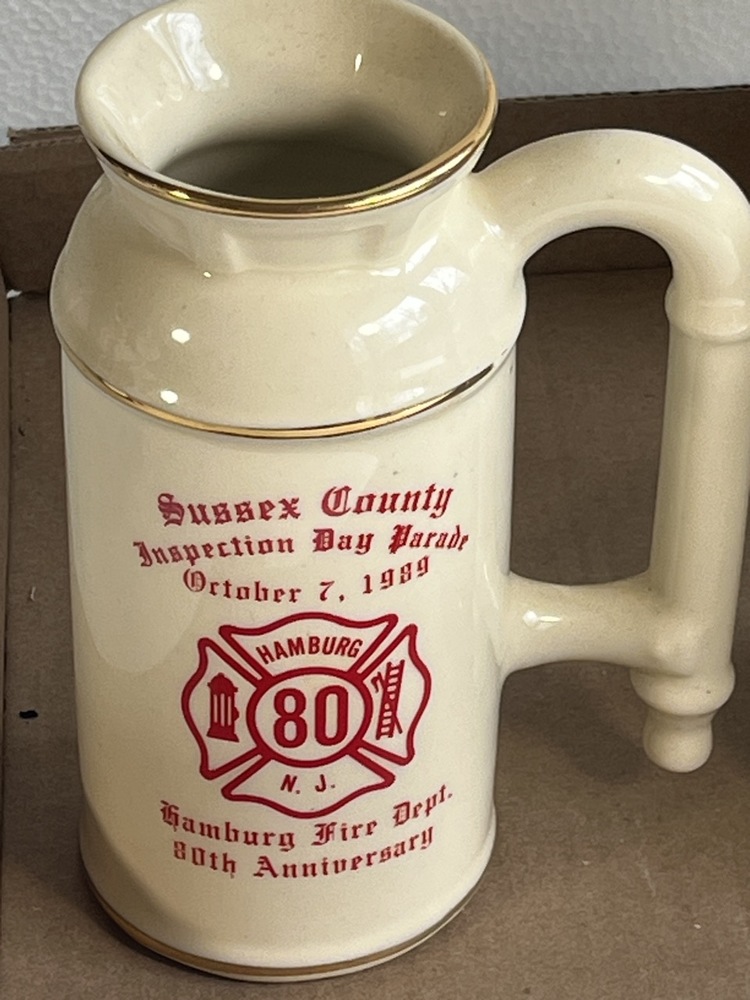 Sussex County
Inspection Day Parade
October 7, 1989
HAMBURG
80
N. J.
Hamburg Fire Dept.
80th Anniversary